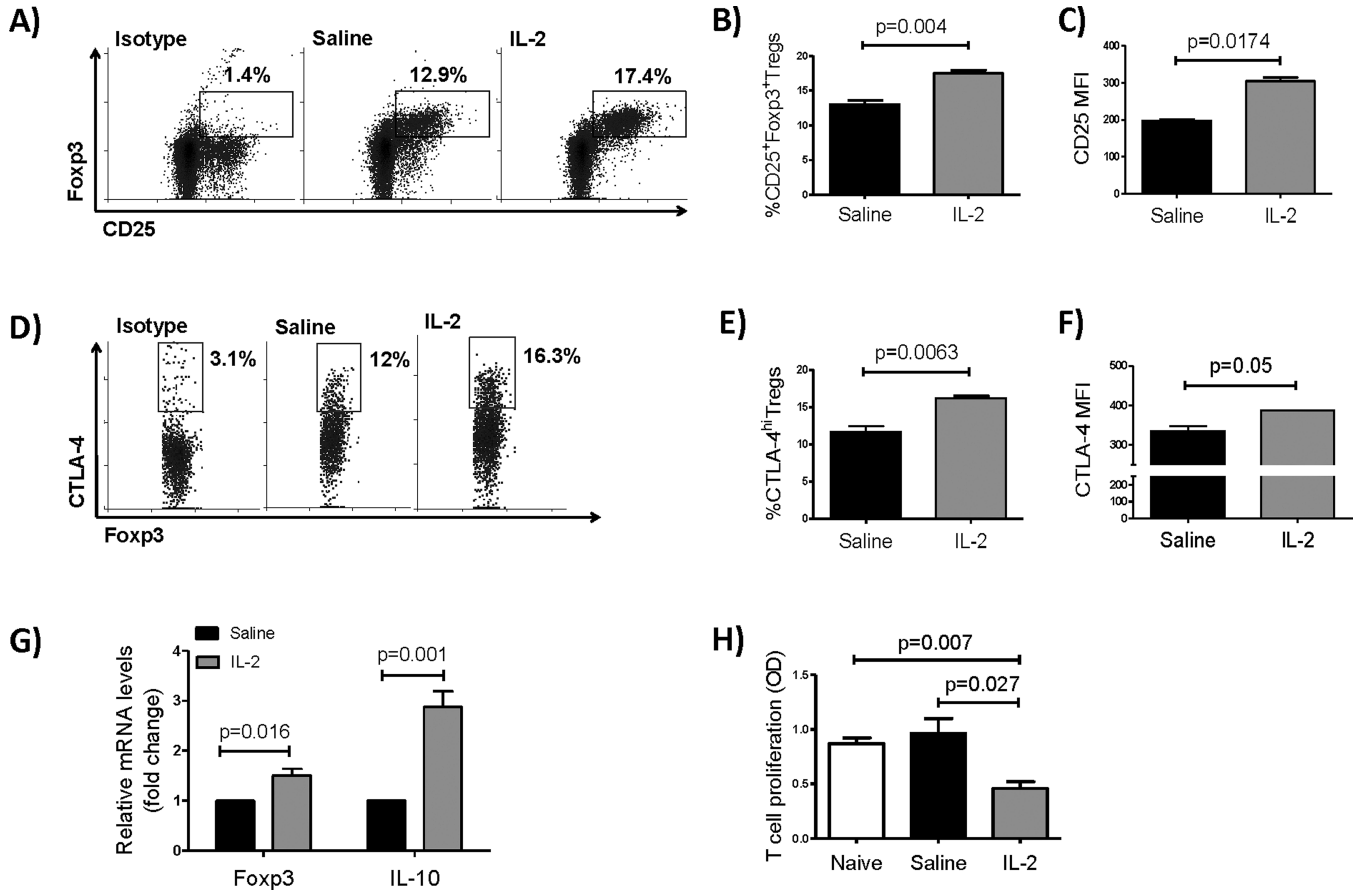 A)
Isotype
1.4%
Saline
12.9%
IL-2
17.4%
Foxp3
CD25
B)
p=0.004
%CD25+Foxp3+Tregs
20
15
10
5
0
Saline
IL-2
C)
p=0.0174
CD25 MFI
400
300
200
100
0
Saline
IL-2
D)
Isotype
3.1%
Saline
12%
IL-2
16.3%
CTLA-4
Foxp3
E)
p=0.0063
%CTLA-4hiTregs
20
15
10
5
0
Saline
IL-2
F)
p=0.05
CTLA-4 MFI
500
400
300
200
100
0
Saline
IL-2
G)
Saline
IL-2
p=0.016
p=0.001
Relative mRNA levels
(fold change)
4
3
2
1
0
Foxp3
IL-10
H)
p=0.007
p=0.027
T cell proliferation (OD)
1.5
1.0
0.5
0.0
Naive
Saline
IL-2